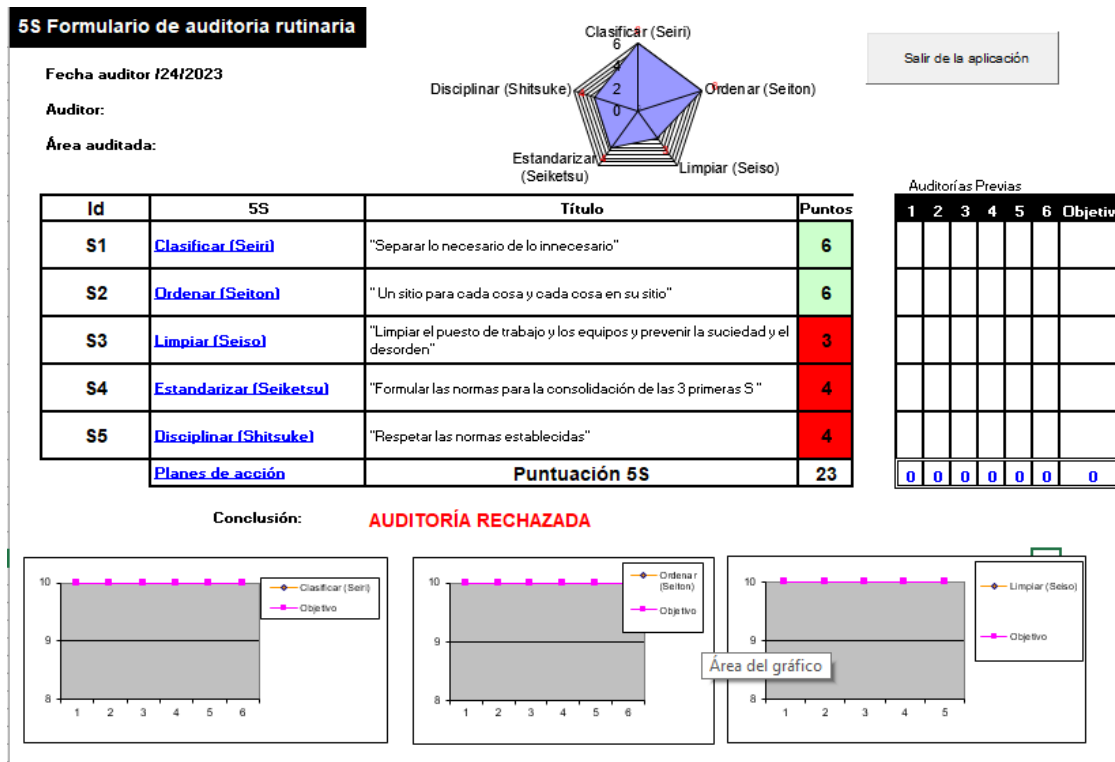 5S Formulario de auditoria rutinaria
Fecha auditor /24/2023
Auditor:
Área auditada:
Clasificar (Seiri)
6
4
Disciplinar (Shitsuke)
2
Ordenar (Seiton)
0
Estandarizar
(Seiketsu)
Limpiar (Seiso)
Salir de la aplicación
Auditorías Previas
Id 5S Título Puntos
1 2 3 4 5 6 Objetiv
S1 Clasificar (Seiri) "Separar lo necesario de lo innecesario" 6
S2 Ordenar (Seiton) " Un sitio para cada cosa y cada cosa en su sitio" 6
S3 Limpiar (Seiso) "Limpiar el puesto de trabajo y los equipos y prevenir la suciedad y el
desorden" 3
S4 Estandarizar (Seiketsu) "Formular las normas para la consolidación de las 3 primeras S " 4
S5 Disciplinar (Shitsuke) "Respetar las normas establecidas" 4
Planes de acción Puntuación 5S 23
0 0 0 0 0 0 0
Conclusión: AUDITORÍA RECHAZADA
10
9
8
1 2 3 4 5 6
Clasificar (Seiri)
Objetivo
10
9
8
1 2 3 4 5 6
Ordenar
(Seiton)
Objetivo
Área del gráfico
10
9
8
1 2 3 4 5
Limpiar (Seiso)
Objetivo